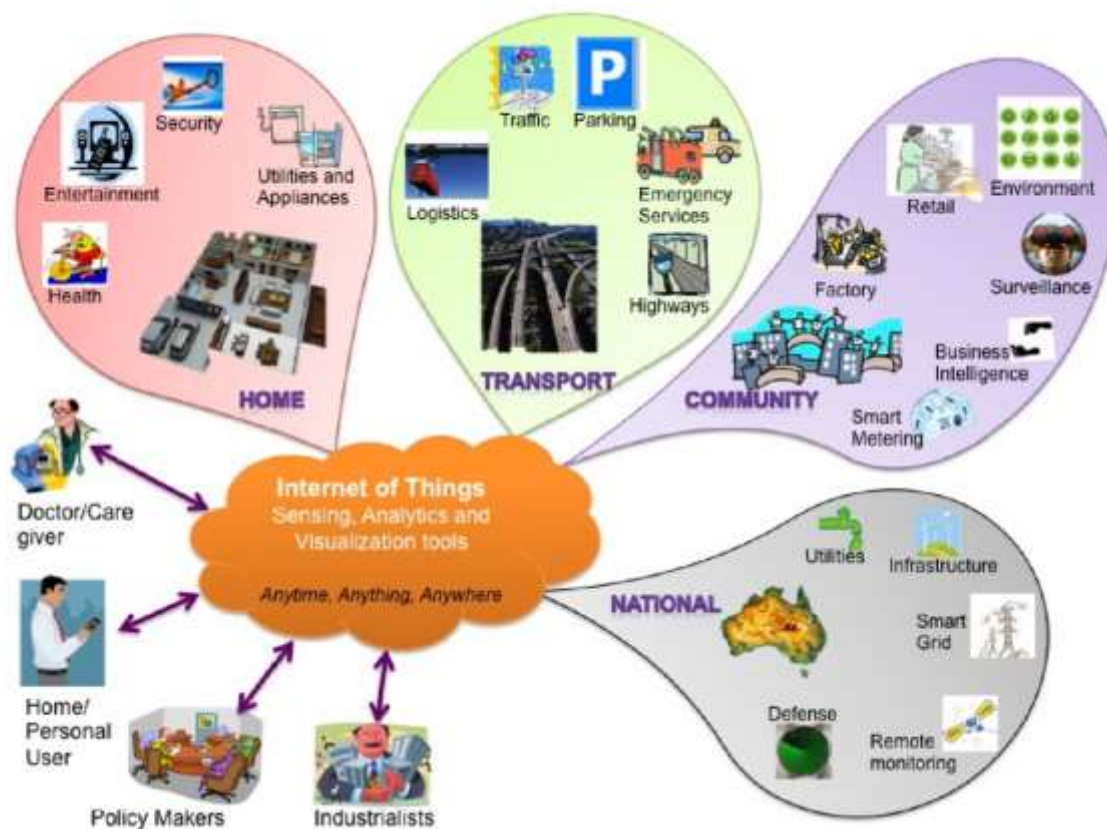 Security
Entertainment
Utilities and
Appliances
Health
HOME
Traffic
P
Parking
Logistics
Emergency
Services
Highways
TRANSPORT
Retail
Environment
Factory
Surveillance
Business
Intelligence
COMMUNITY
Smart
Metering
Internet of Things
Sensing, Analytics and
Visualization tools
Anytime, Anything, Anywhere
Doctor/Care
giver
Home/
Personal
User
Policy Makers
Industrialists
Utilities
Infrastructure
NATIONAL
Smart
Grid
Defense
Remote
monitoring